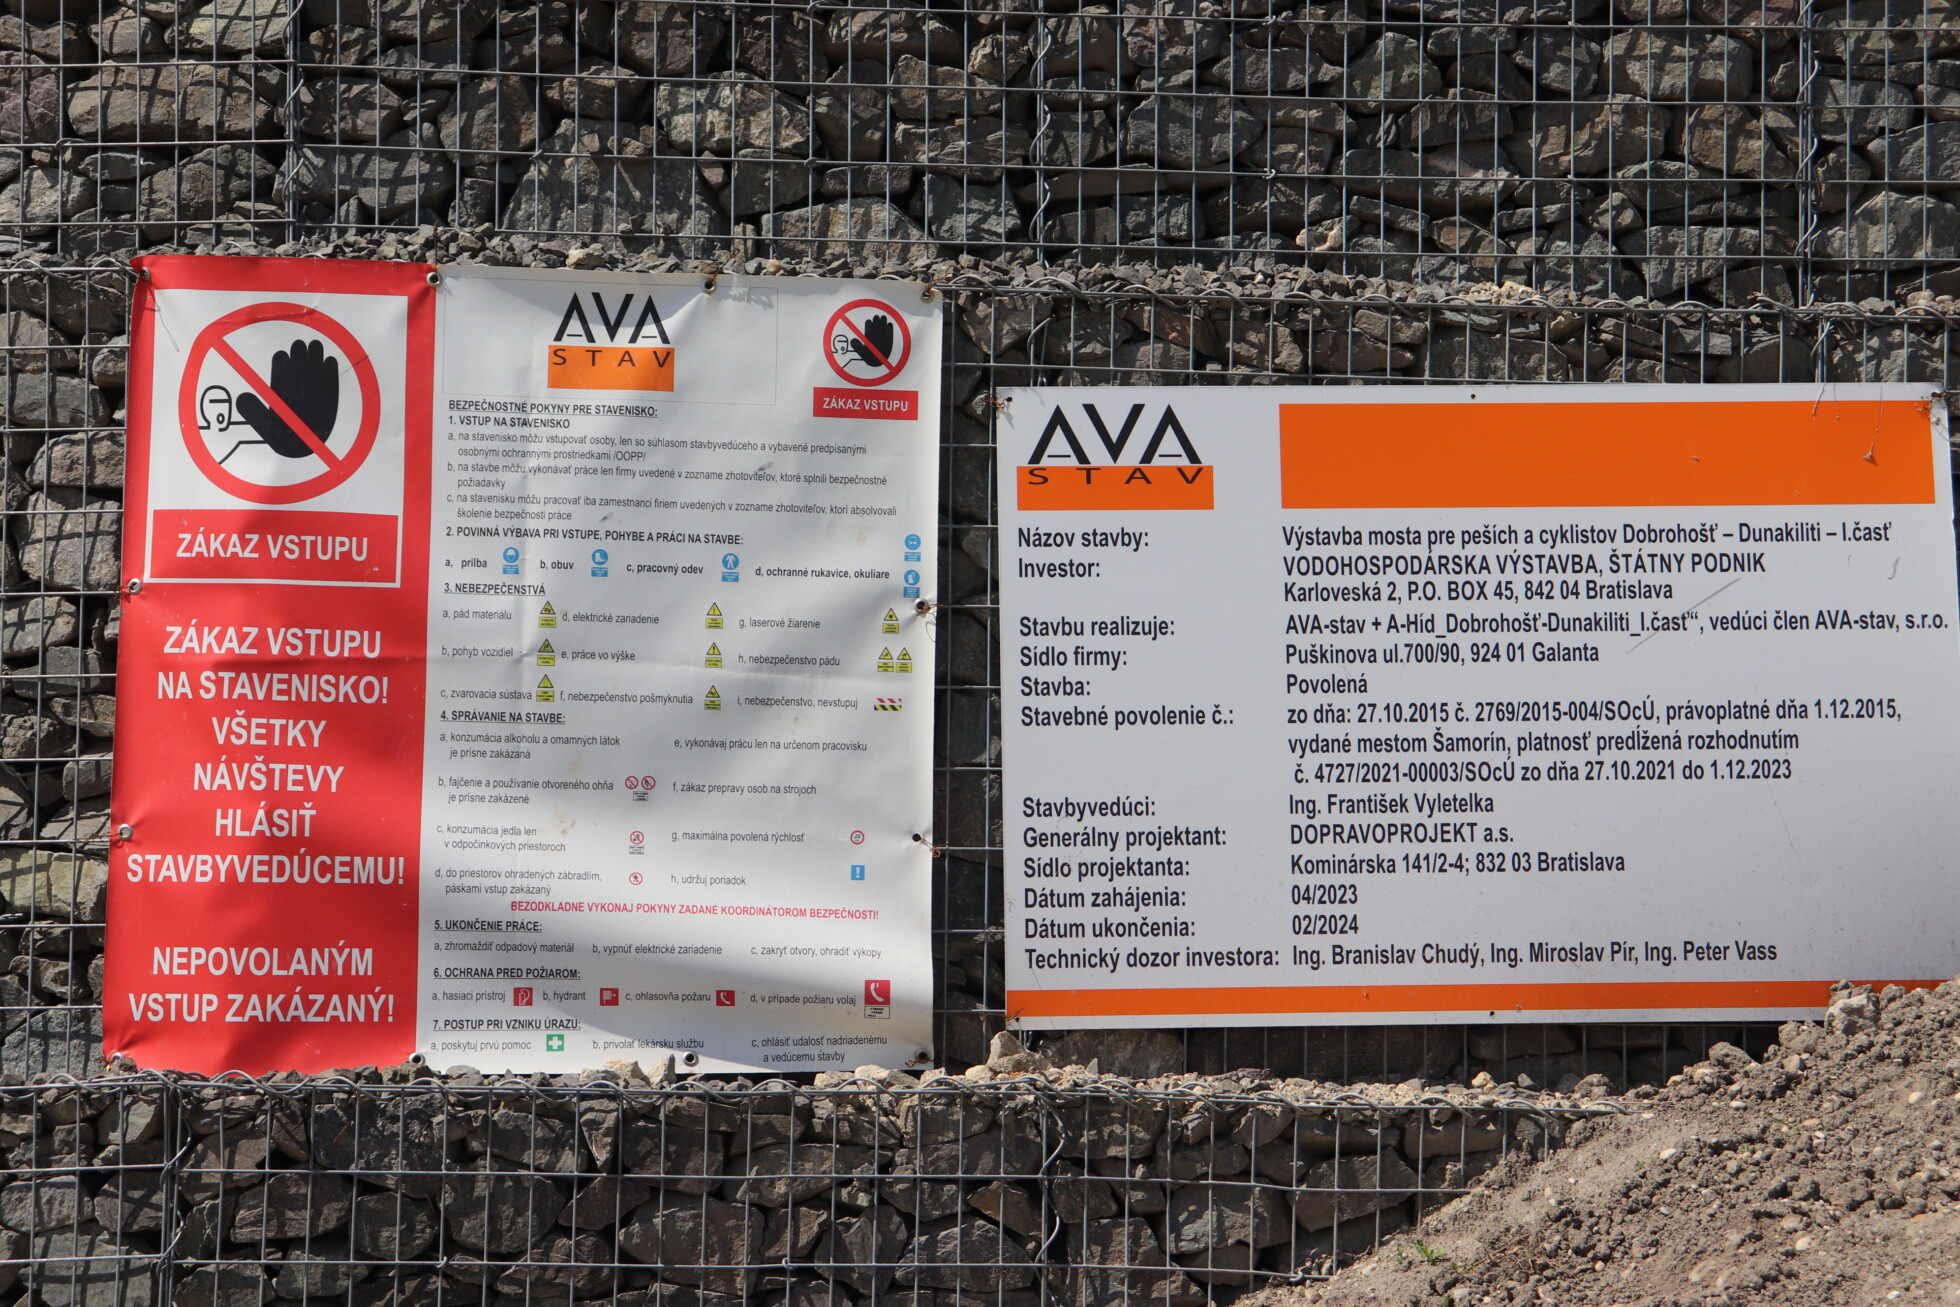 ZÁKAZ VSTUPU
ZÁKAZ VSTUPU
NA STAVENISKO!
VŠETKY
NÁVŠTEVY
HLÁSIŤ
STAVBYVEDÚCEMU!
NEPOVOLANÝM
VSTUP ZAKÁZANÝ!
AVA
STAV
ZÁKAZ VSTUPU
BEZPEČNOSTNÉ POKYNY PRE STAVENISKO:
1. VSTUP NA STAVENISKO
a, na stavenisko môžu vstupovať osoby, len so súhlasom stavbyvedúceho a vybavené predpísanými
osobnými ochrannými prostriedkami /OOPP/
b, na stavbe môžu vykonávať práce len firmy uvedené v zozname zhotoviteľov, ktoré splnili bezpečnostné
požiadavky
c, na stavenisku môžu pracovať iba zamestnanci firiem uvedených v zozname zhotoviteľov, ktorí absolvovali
školenie bezpečnosti práce
2. POVINNÁ VÝBAVA PRI VSTUPE, POHYBE A PRÁCI NA STAVBE:
a, prilba b, obuv c, pracovný odev d, ochranné rukavice, okuliare
3. NEBEZPEČENSTVÁ
a, pád materiálu d, elektrické zariadenie g, laserové žiarenie
b, pohyb vozidiel e, práce vo výške h, nebezpečenstvo pádu
c, zvarovacia sústava f, nebezpečenstvo pošmyknutia i, nebezpečenstvo, nevstupuj
4. SPRÁVANIE NA STAVBE:
a, konzumácia alkoholu a omamných látok e, vykonávaj prácu len na určenom pracovisku
je prísne zakázaná
b, fajčenie a používanie otvoreného ohňa f, zákaz prepravy osob na strojoch
je prísne zakázené
c, konzumácia jedla len g, maximálna povolená rýchlosť
v odpočinkových priestoroch
d, do priestorov ohradených zábradlím, h, udržuj poriadok
páskami vstup zakázaný
BEZODKLADNE VYKONAJ POKYNY ZADANÉ KOORDINÁTOROM BEZPEČNOSTI!
5. UKONČENIE PRÁCE:
a, zhromaždiť odpadový materiál b, vypnúť elektrické zariadenie c, zakryť otvory, ohradiť výkopy
6. OCHRANA PRED POŽIAROM:
a, hasiaci prístroj b, hydrant c, ohlasovňa požaru d, v prípade požiaru volaj
7. POSTUP PRI VZNIKU ÚRAZU:
a, poskytuj prvú pomoc b, privolať lekársku službu c, ohlásiť udalosť nadriadenému
a vedúcemu stavby
AVA
STAV
Názov stavby: Výstavba mosta pre peších a cyklistov Dobrohošť – Dunakiliti – I.časť
Investor: VODOHOSPODÁRSKA VÝSTAVBA, ŠTÁTNY PODNIK
Karloveská 2, P.O. BOX 45, 842 04 Bratislava
Stavbu realizuje: AVA-stav + A-Híd_Dobrohošť-Dunakiliti_I.časť“, vedúci člen AVA-stav, s.r.o.
Sídlo firmy: Puškinova ul.700/90, 924 01 Galanta
Stavba: Povolená
Stavebné povolenie č.: zo dňa: 27.10.2015 č. 2769/2015-004/SOcÚ, právoplatné dňa 1.12.2015,
vydané mestom Šamorín, platnosť predĺžená rozhodnutím
č. 4727/2021-00003/SOcÚ zo dňa 27.10.2021 do 1.12.2023
Stavbyvedúci: Ing. František Vyletelka
Generálny projektant: DOPRAVOPROJEKT a.s.
Sídlo projektanta: Kominárska 141/2-4; 832 03 Bratislava
Dátum zahájenia: 04/2023
Dátum ukončenia: 02/2024
Technický dozor investora: Ing. Branislav Chudý, Ing. Miroslav Pír, Ing. Peter Vass